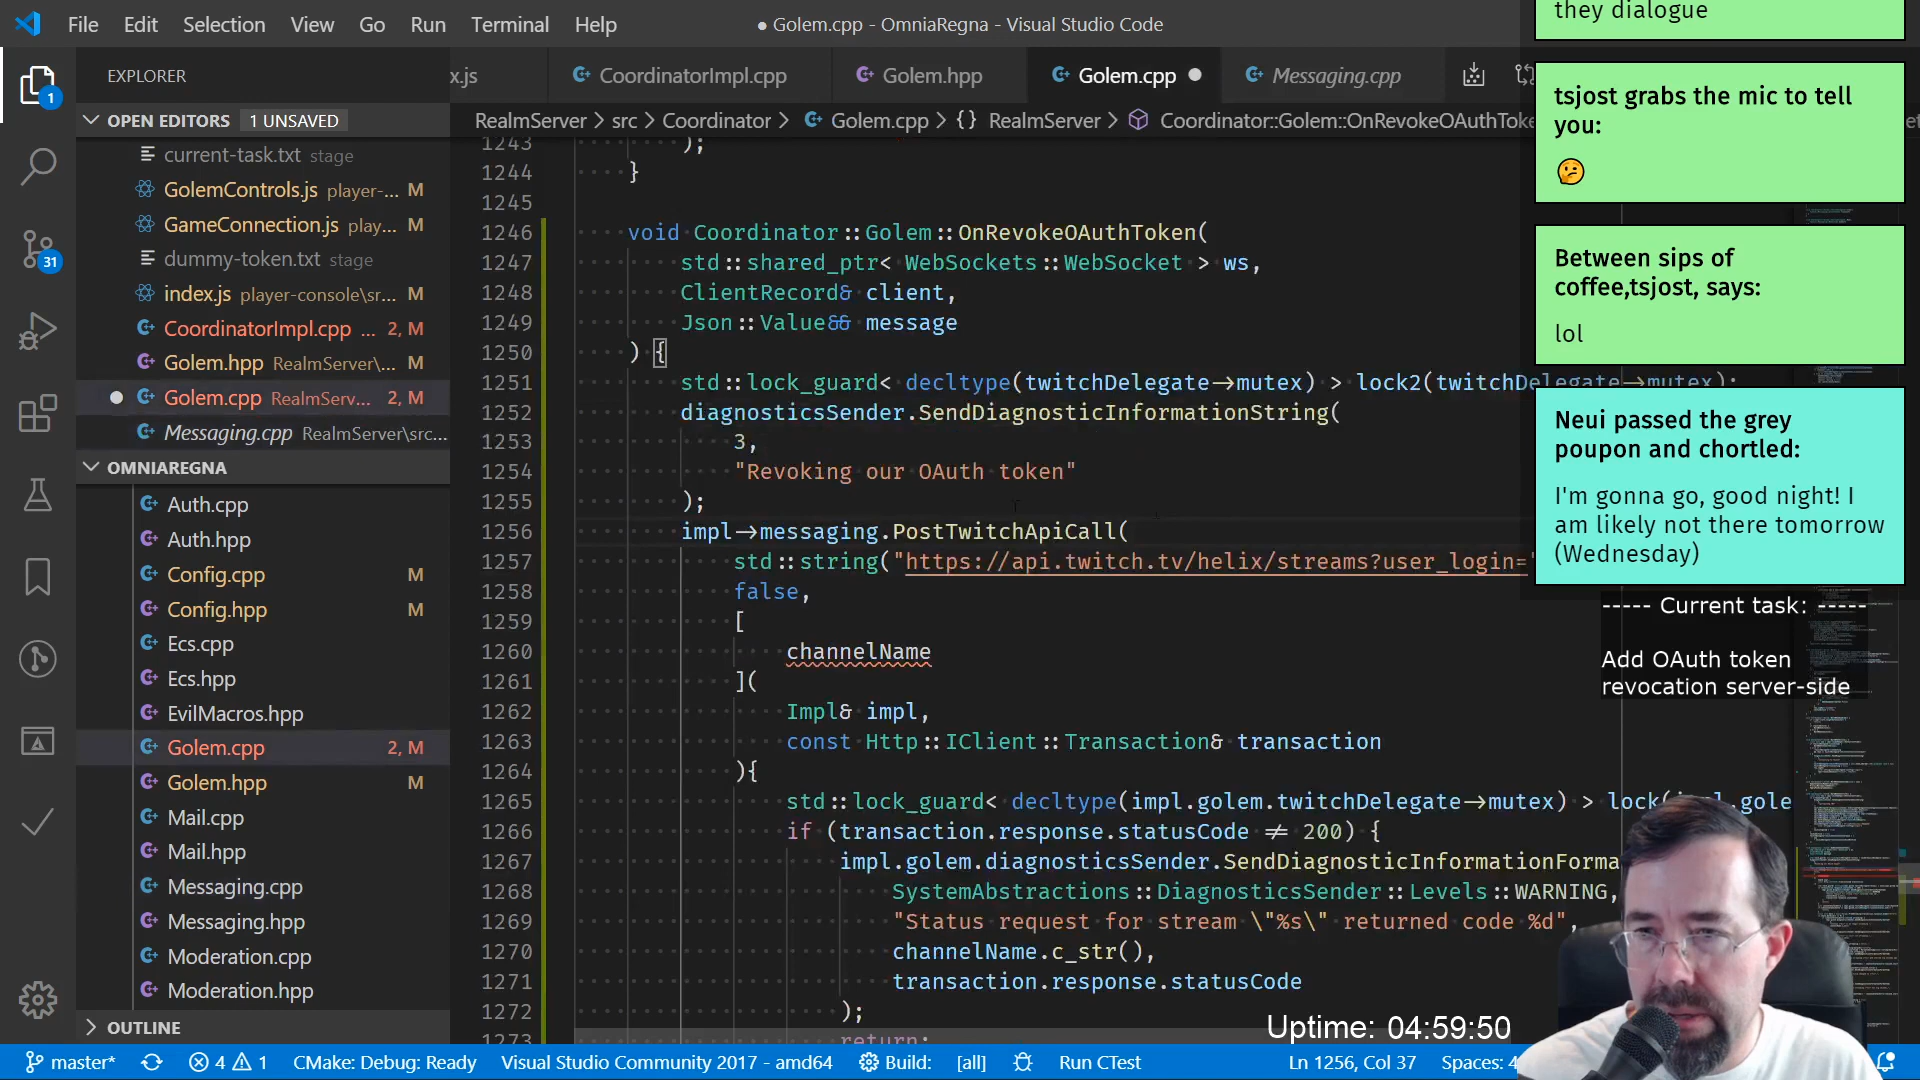 File Edit Selection View Go Run Terminal Help
● Golem.cpp - OmniaRegna - Visual Studio Code
EXPLORER
x.js
CoordinatorImpl.cpp
Golem.hpp
Golem.cpp
Messaging.cpp
OPEN EDITORS 1 UNSAVED
RealmServer > src > Coordinator > Golem.cpp > {} RealmServer > Coordinator::Golem::OnRevokeOAuthToke
current-task.txt stage
GolemControls.js player-... M
GameConnection.js play... M
dummy-token.txt stage
index.js player-console\sr... M
CoordinatorImpl.cpp ... 2, M
Golem.hpp RealmServer\... M
Golem.cpp RealmServ... 2, M
Messaging.cpp RealmServer\src...
OMNIAREGNA
Auth.cpp
Auth.hpp
Config.cpp M
Config.hpp M
Ecs.cpp
Ecs.hpp
EvilMacros.hpp
Golem.cpp 2, M
Golem.hpp M
Mail.cpp
Mail.hpp
Messaging.cpp
Messaging.hpp
Moderation.cpp
Moderation.hpp
OUTLINE
1
31
1243 );
1244 }
1245
1246 void Coordinator::Golem::OnRevokeOAuthToken(
1247 std::shared_ptr< WebSockets::WebSocket > ws,
1248 ClientRecord& client,
1249 Json::Value&& message
1250 ) {
1251 std::lock_guard< decltype(twitchDelegate->mutex) > lock2(twitchDelegate->mutex);
1252 diagnosticsSender.SendDiagnosticInformationString(
1253 3,
1254 "Revoking our OAuth token"
1255 );
1256 impl->messaging.PostTwitchApiCall(
1257 std::string("https://api.twitch.tv/helix/streams?user_login="
1258 false,
1259 [
1260 channelName
1261 ](
1262 Impl& impl,
1263 const Http::IClient::Transaction& transaction
1264 ){
1265 std::lock_guard< decltype(impl.golem.twitchDelegate->mutex) > lock(impl.gole
1266 if (transaction.response.statusCode != 200) {
1267 impl.golem.diagnosticsSender.SendDiagnosticInformationForma
1268 SystemAbstractions::DiagnosticsSender::Levels::WARNING,
1269 "Status request for stream \"%s\" returned code %d",
1270 channelName.c_str(),
1271 transaction.response.statusCode
1272 );
1273 return;
they dialogue
tsjost grabs the mic to tell
you:
🤔
Between sips of
coffee,tsjost, says:
lol
Neui passed the grey
poupon and chortled:
I'm gonna go, good night! I
am likely not there tomorrow
(Wednesday)
----- Current task: -----
Add OAuth token
revocation server-side
Uptime: 04:59:50
master* 4 1 CMake: Debug: Ready Visual Studio Community 2017 - amd64 Build: [all] Run CTest Ln 1256, Col 37 Spaces: 4